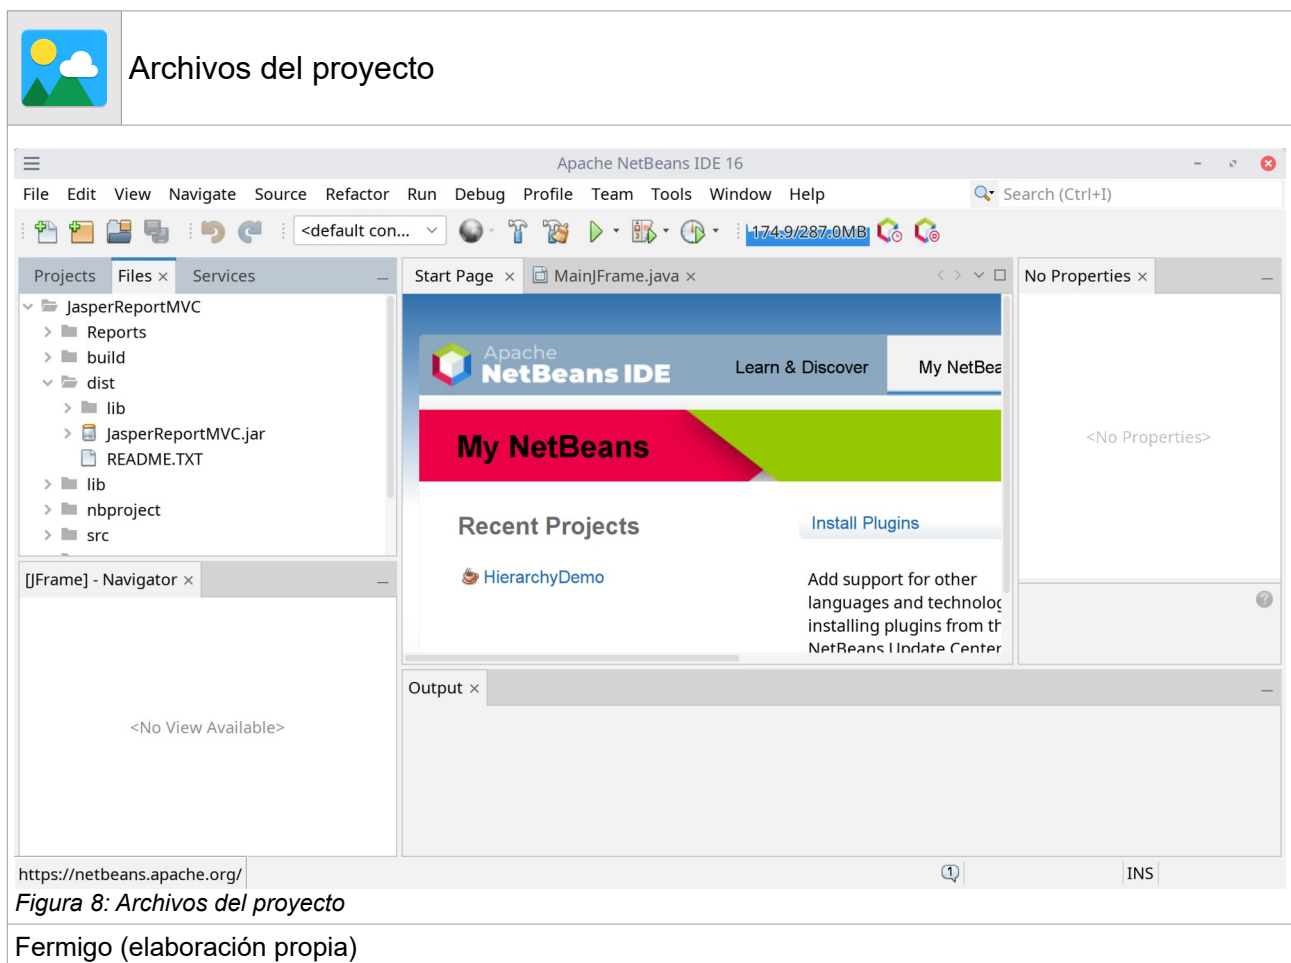 Archivos del proyecto
Apache NetBeans IDE 16
File Edit View Navigate Source Refactor Run Debug Profile Team Tools Window Help Search (Ctrl+I)
<default con... 174.9/287.0MB
Projects Files Services
JasperReportMVC
Reports
build
dist
lib
JasperReportMVC.jar
README.TXT
lib
nbproject
src
[JFrame] - Navigator
<No View Available>
Start Page MainJFrame.java
Apache
NetBeans IDE
Learn & Discover My NetBea
My NetBeans
Recent Projects
HierarchyDemo
Install Plugins
Add support for other
languages and technolog
installing plugins from th
NetBeans Update Center
No Properties
<No Properties>
Output
https://netbeans.apache.org/
1 INS
Figura 8: Archivos del proyecto
Fermigo (elaboración propia)